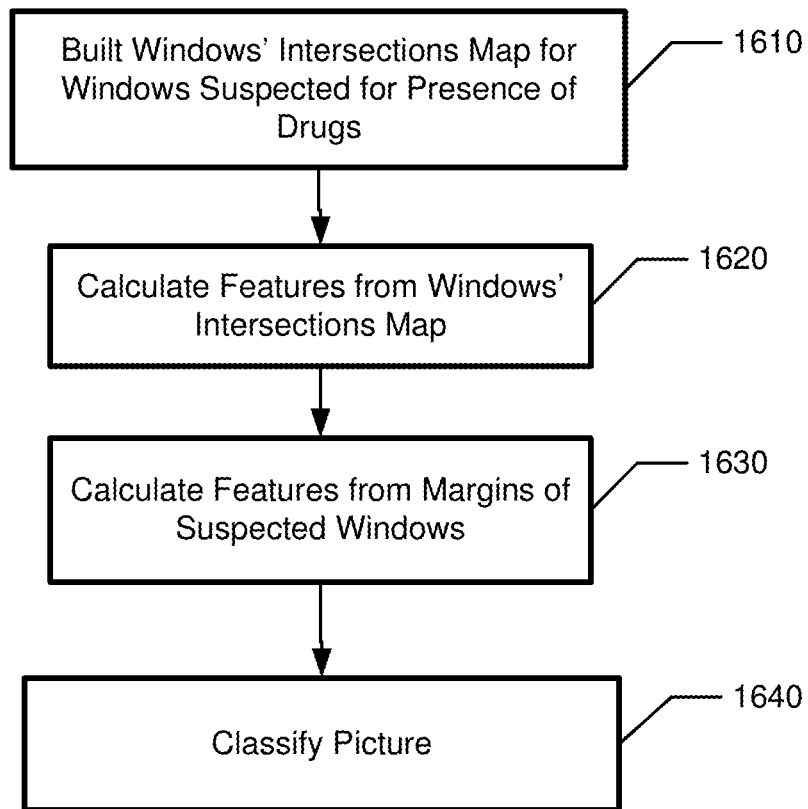 Built Windows' Intersections Map for
Windows Suspected for Presence of
Drugs
1610
Calculate Features from Windows'
Intersections Map
1620
Calculate Features from Margins of
Suspected Windows
1630
Classify Picture
1640